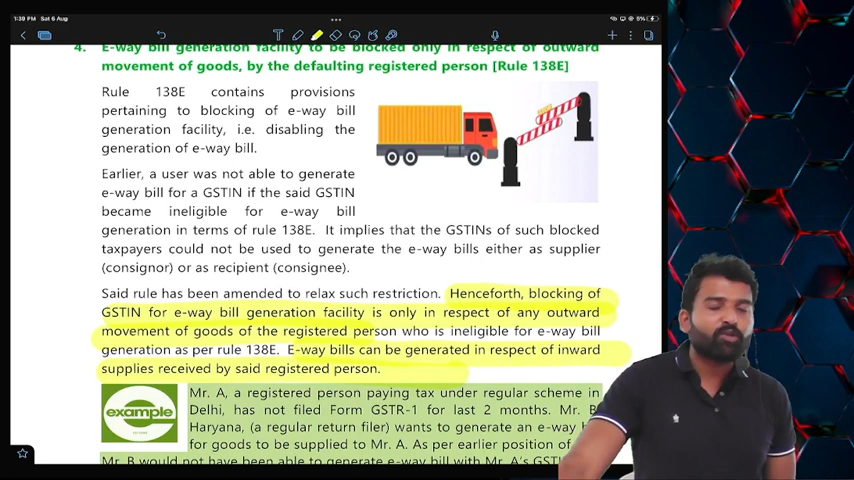 1:39 PM Sat 6 Aug
5%
4. E-way bill generation facility to be blocked only in respect of outward
movement of goods, by the defaulting registered person [Rule 138E]
Rule 138E contains provisions
pertaining to blocking of e-way bill
generation facility, i.e. disabling the
generation of e-way bill.
Earlier, a user was not able to generate
e-way bill for a GSTIN if the said GSTIN
became ineligible for e-way bill
generation in terms of rule 138E. It implies that the GSTINs of such blocked
taxpayers could not be used to generate the e-way bills either as supplier
(consignor) or as recipient (consignee).
Said rule has been amended to relax such restriction. Henceforth, blocking of
GSTIN for e-way bill generation facility is only in respect of any outward
movement of goods of the registered person who is ineligible for e-way bill
generation as per rule 138E. E-way bills can be generated in respect of inward
supplies received by said registered person.
example
Mr. A, a registered person paying tax under regular scheme in
Delhi, has not filed Form GSTR-1 for last 2 months. Mr. B
Haryana, (a regular return filer) wants to generate an e-way b
for goods to be supplied to Mr. A. As per earlier position of
Mr. B would not have been able to generate e-way bill with Mr. A's GSTI